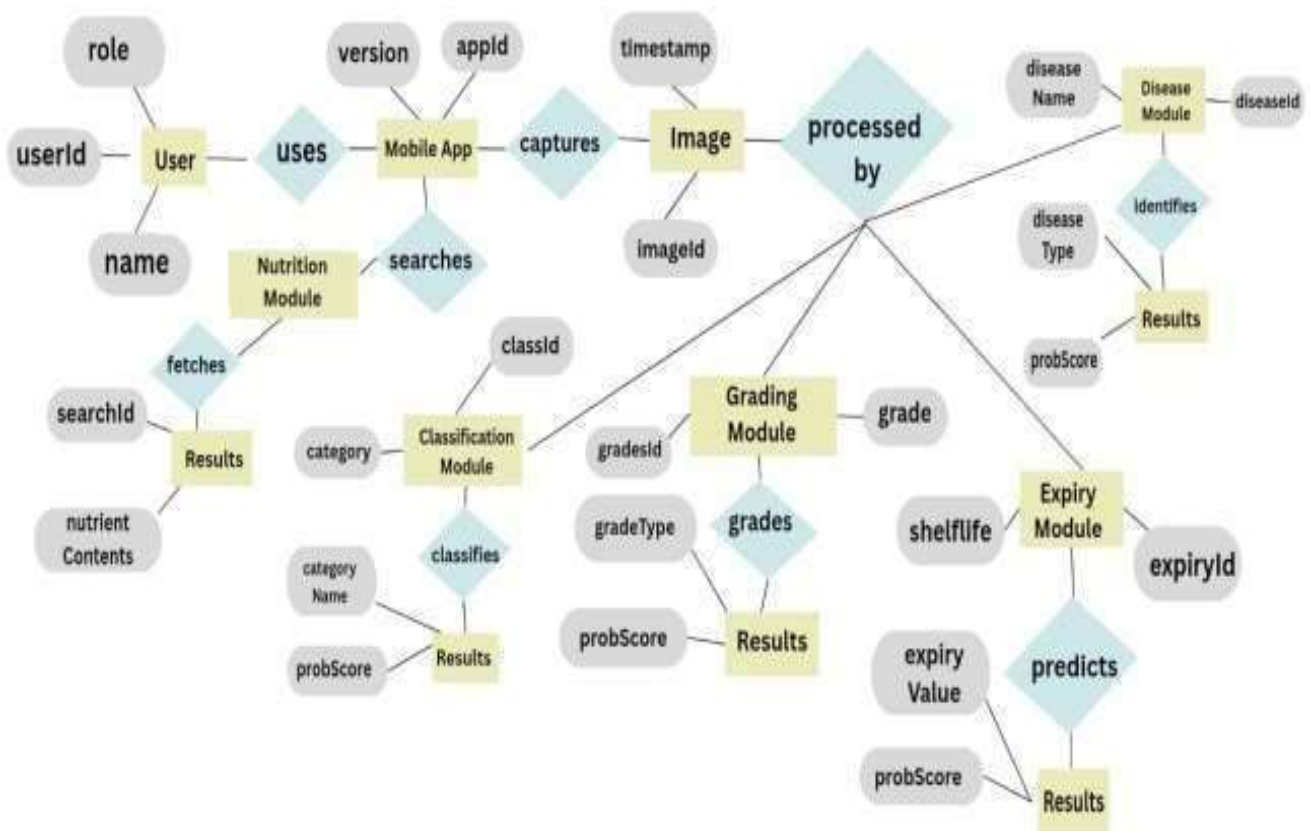 role
version
appId
timestamp
disease
Name
Disease
Module
diseaseId
userId
User
uses
Mobile App
captures
Image
processed
by
name
Nutrition
Module
searches
imageId
disease
Type
identifies
Results
probScore
fetches
searchId
Results
nutrient
Contents
classId
category
Classification
Module
classifies
category
Name
probScore
Results
Grading
Module
grade
gradesId
gradeType
grades
probScore
Results
shelflife
Expiry
Module
expiryId
expiry
Value
predicts
probScore
Results